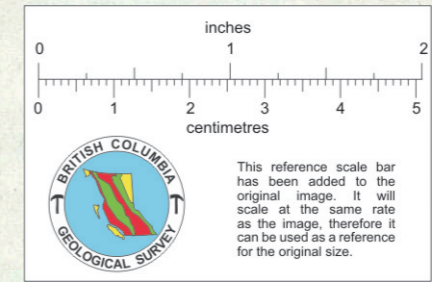 inches
0 1 2
0 1 2 3 4 5
centimetres
BRITISH COLUMBIA
GEOLOGICAL SURVEY
This reference scale bar
has been added to the
original image. It will
scale at the same rate
as the image, therefore it
can be used as a reference
for the original size.